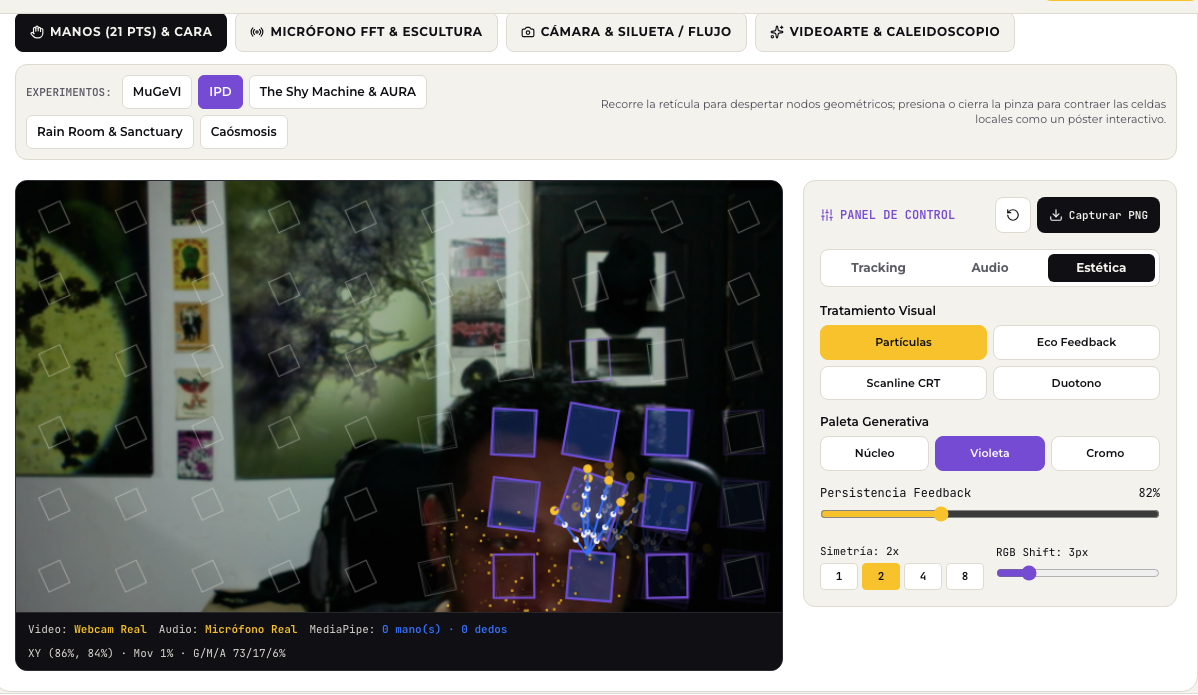 MANOS (21 PTS) & CARA
MICRÓFONO FFT & ESCULTURA
CÁMARA & SILUETA / FLUJO
VIDEOARTE & CALEIDOSCOPIO
EXPERIMENTOS:
MuGeVI
IPD
The Shy Machine & AURA
Rain Room & Sanctuary
Caósmosis
Recorre la retícula para despertar nodos geométricos; presiona o cierra la pinza para contraer las celdas
locales como un póster interactivo.
PANEL DE CONTROL
Capturar PNG
Tracking
Audio
Estética
Tratamiento Visual
Partículas
Eco Feedback
Scanline CRT
Duotono
Paleta Generativa
Núcleo
Violeta
Cromo
Persistencia Feedback
82%
Simetría: 2x
1
2
4
8
RGB Shift: 3px
Video: Webcam Real Audio: Micrófono Real MediaPipe: 0 mano(s) · 0 dedos
XY (86%, 84%) · Mov 1% · G/M/A 73/17/6%